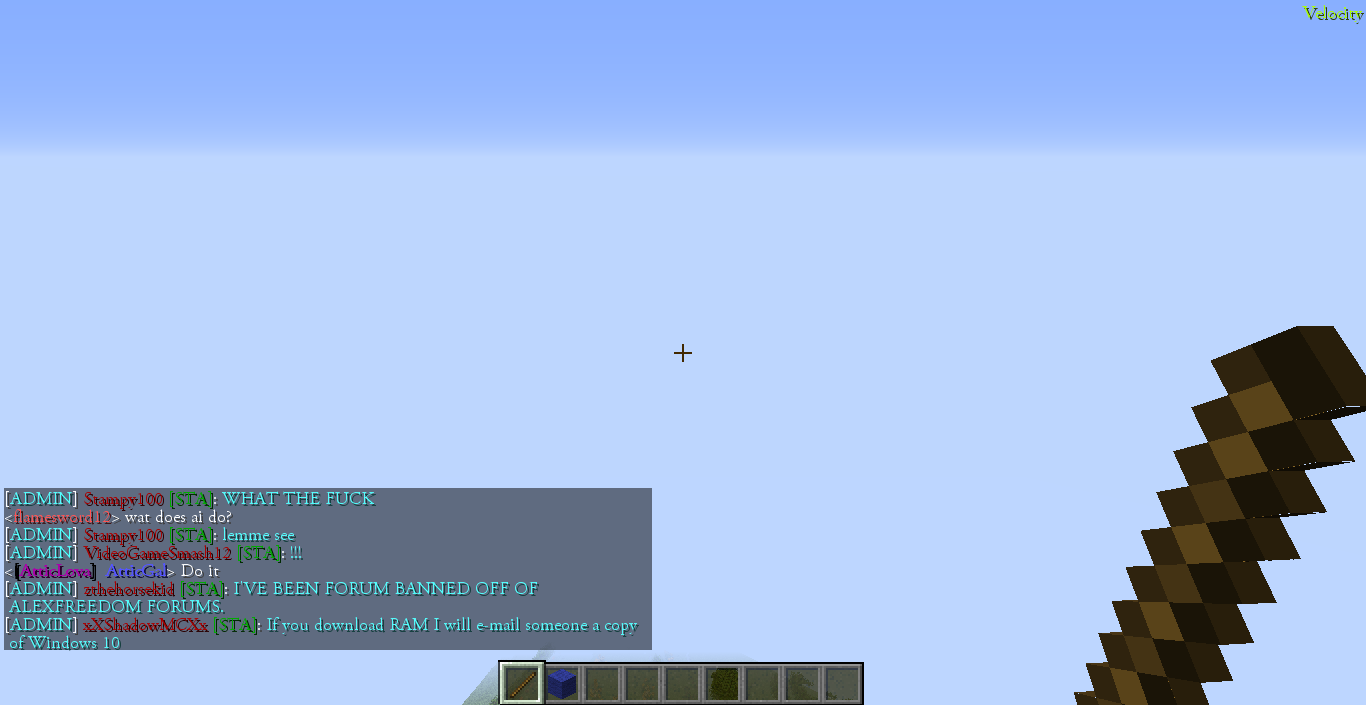 Velocity
[ADMIN] Stampy100 [STA]: WHAT THE FUCK
<flamesword12> wat does ai do?
[ADMIN] Stampy100 [STA]: lemme see
[ADMIN] VideoGameSmash12 [STA]: !!!
<[AtticLova] AtticGal> Do it
[ADMIN] zthehorsekid [STA]: I'VE BEEN FORUM BANNED OFF OF
ALEXFREEDOM FORUMS.
[ADMIN] xXShadowMCXx [STA]: If you download RAM I will e-mail someone a copy
of Windows 10